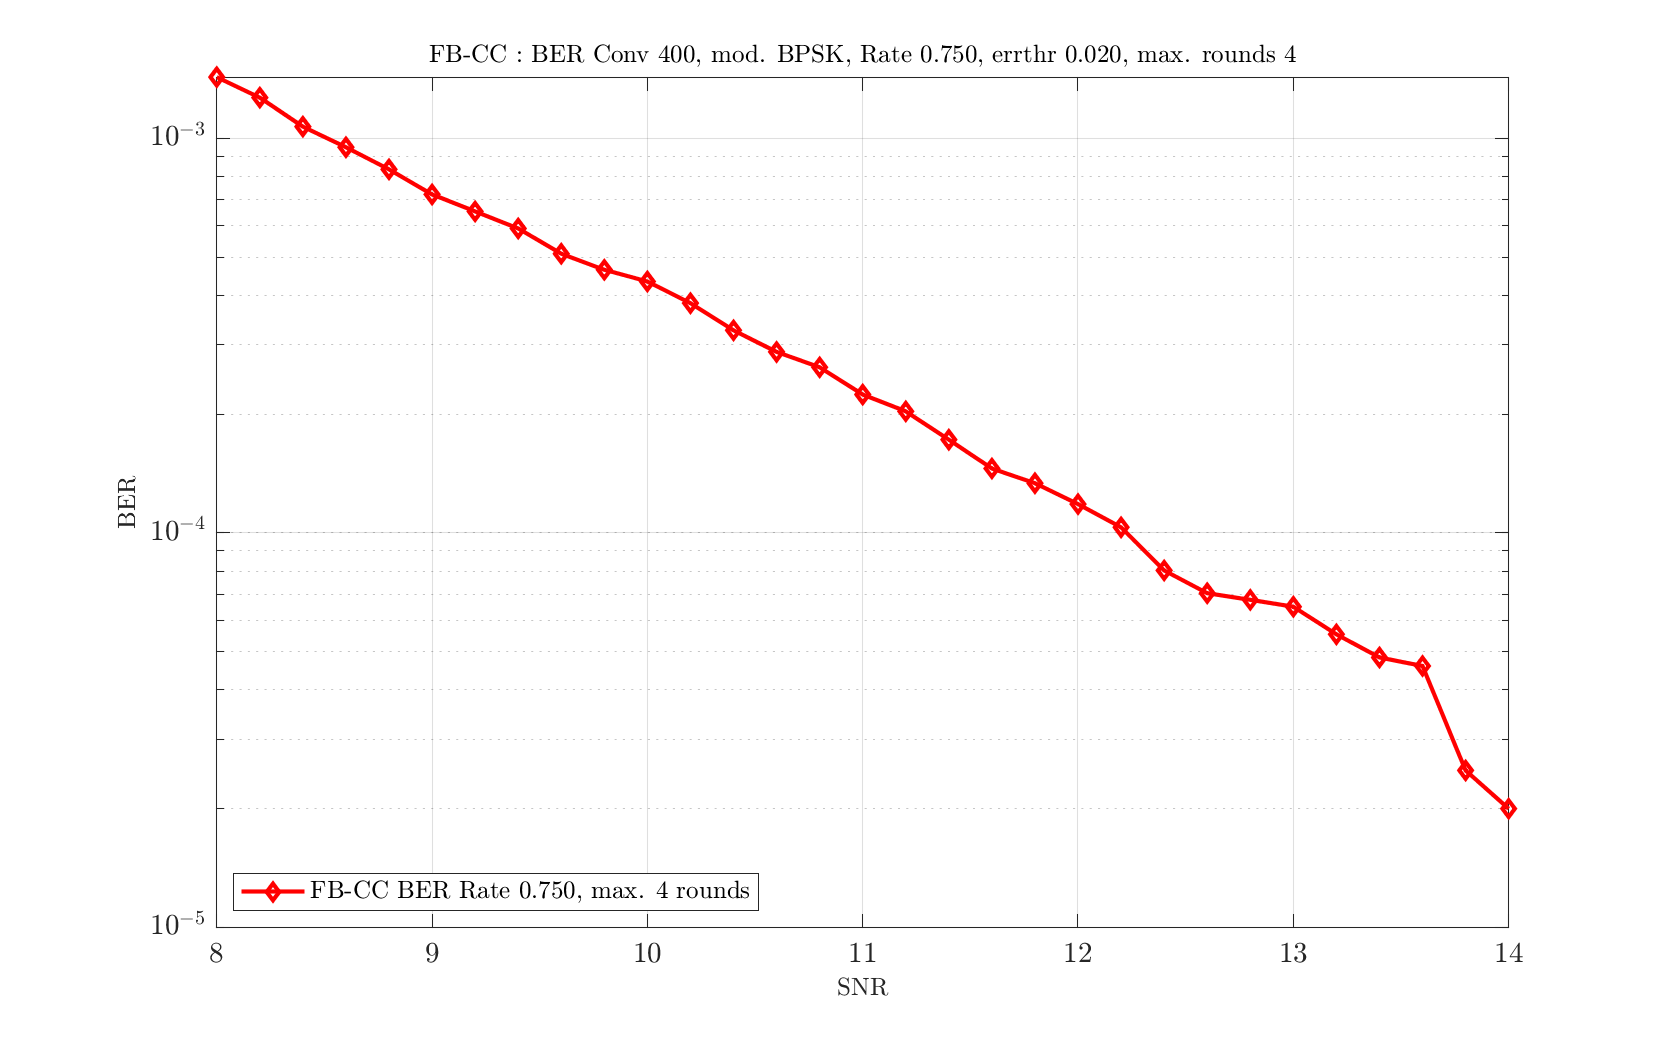 FB-CC : BER Conv 400, mod. BPSK, Rate 0.750, errthr 0.020, max. rounds 4
10⁻³
BER
10⁻⁴
FB-CC BER Rate 0.750, max. 4 rounds
10⁻⁵
8 9 10 11 12 13 14
SNR